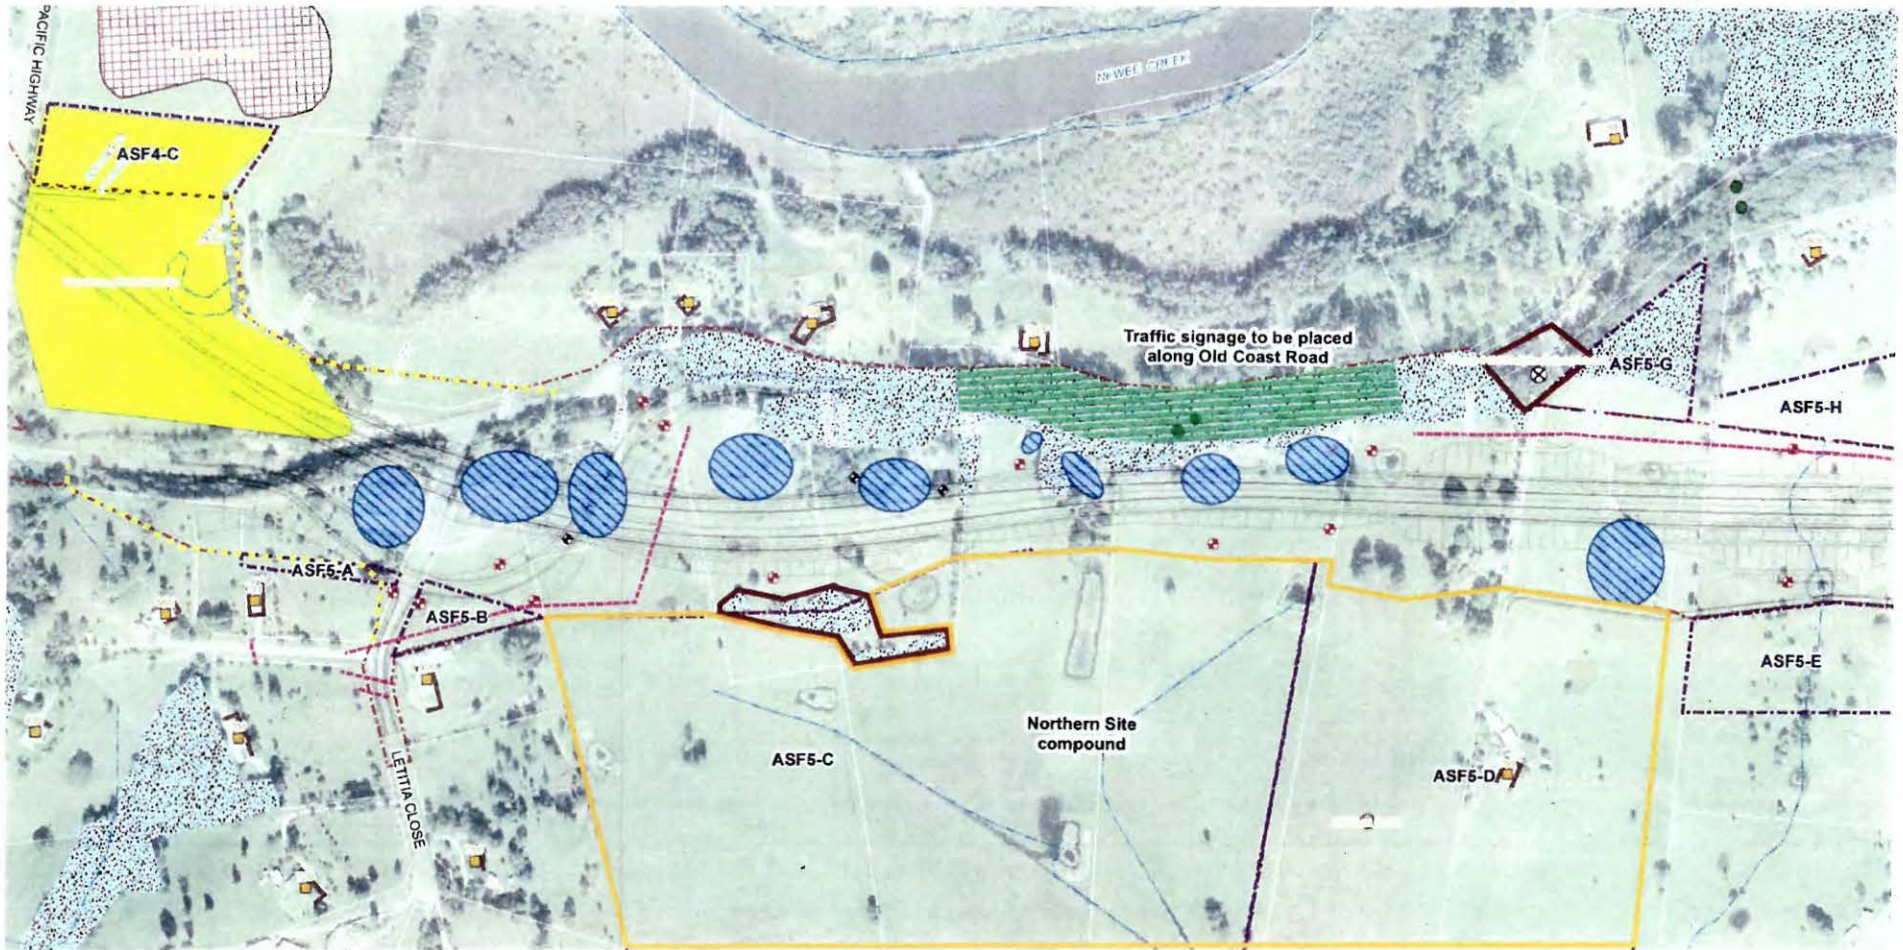 PACIFIC HIGHWAY
NEWEE CREEK
ASF4-C
Traffic signage to be placed
along Old Coast Road
ASF5-G
ASF5-H
ASF5-A
ASF5-B
ASF5-E
Northern Site
compound
ASF5-C
ASF5-D
LETITIA CLOSE